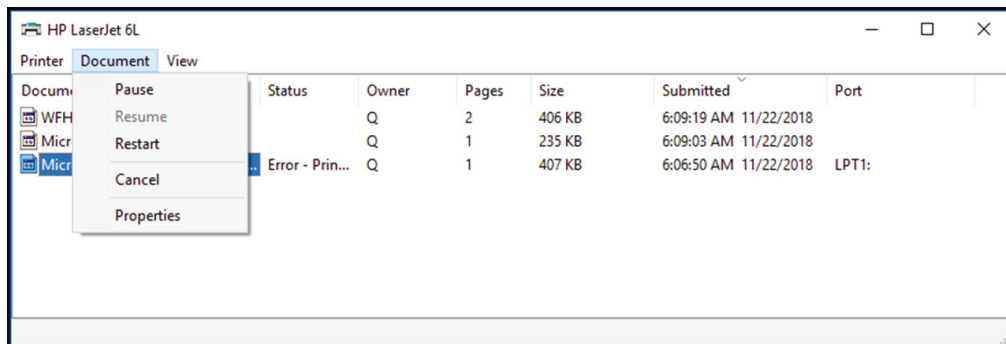 HP LaserJet 6L
Printer Document View
Docum Status Owner Pages Size Submitted Port
Pause
WFH Q 2 406 KB 6:09:19 AM 11/22/2018
Resume
Micr Q 1 235 KB 6:09:03 AM 11/22/2018
Restart
Micr ... Error - Prin... Q 1 407 KB 6:06:50 AM 11/22/2018 LPT1:
Cancel
Properties